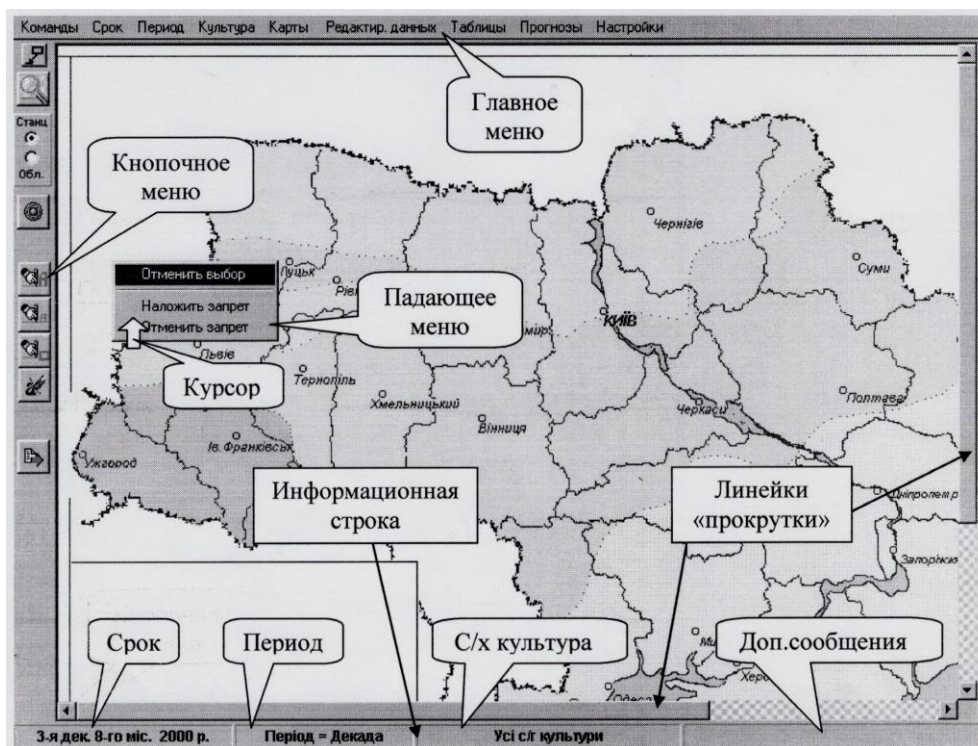 Команды Срок Период Культура Карты Редактир. данных Таблицы Прогнозы Настройки
Главное
меню
Станц
Обл.
Кнопочное
меню
Чернігів
Суми
Луцьк
Отменить выбор
Наложить запрет
Отменить запрет
Падающее
меню
КИЇВ
Львів
Курсор
Тернопіль
Хмельницький
Вінниця
Черкаси
Полтава
Ів. Франківськ
Ужгород
Информационная
строка
Линейки
«прокрутки»
Дніпропетр
Запоріжжя
Срок
Период
С/х культура
Доп.сообщения
Одеса
3-я дек. 8-го міс. 2000 р.
Період = Декада
Усі с/г культури